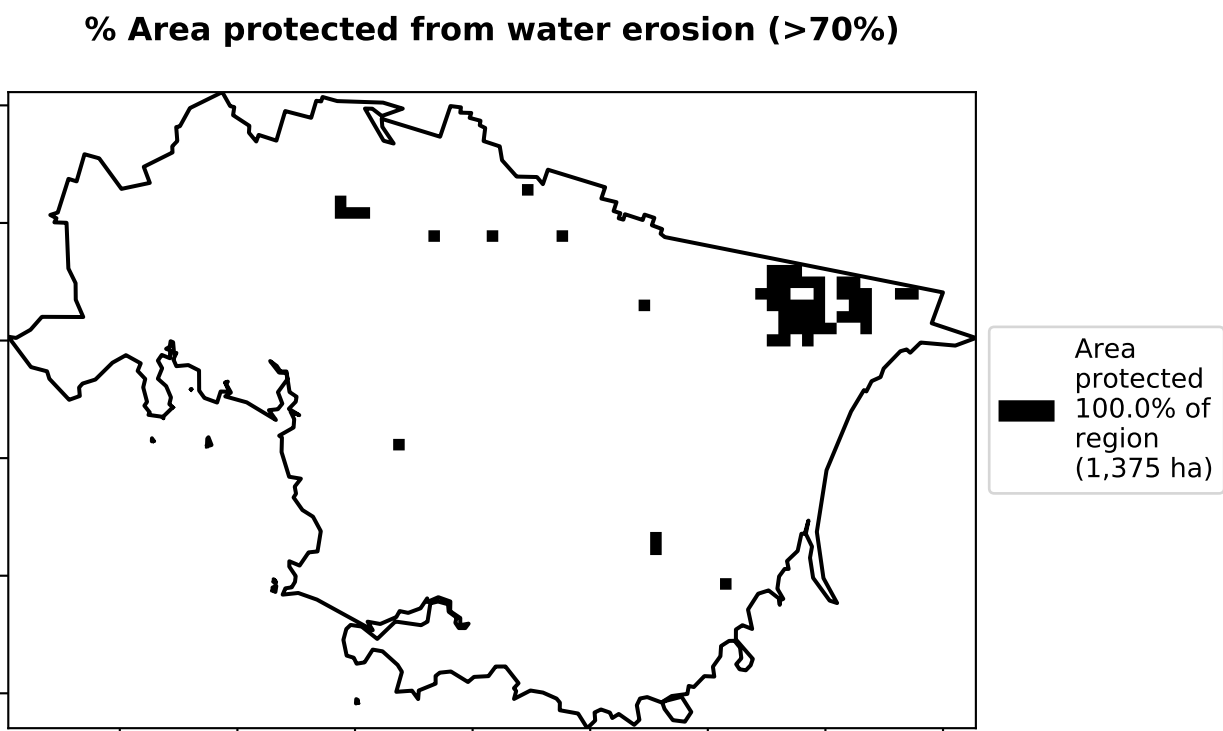 % Area protected from water erosion (>70%)
Area
protected
100.0% of
region
(1,375 ha)